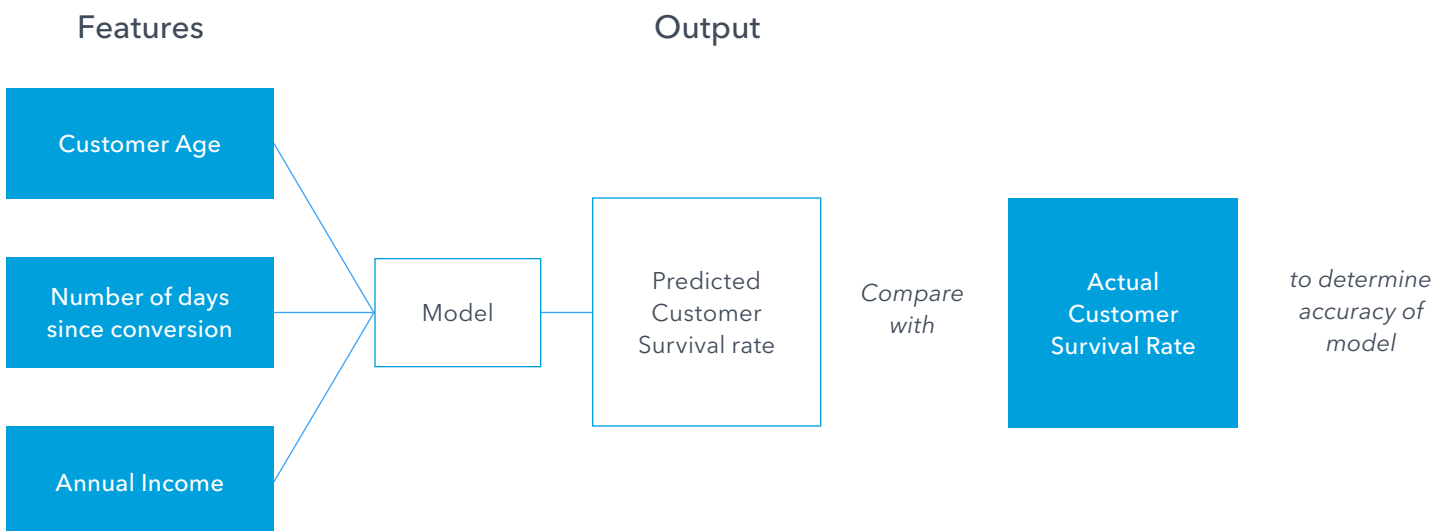 Features
Output
Customer Age
Number of days
since conversion
Annual Income
Model
Predicted
Customer
Survival rate
Compare
with
Actual
Customer
Survival Rate
to determine
accuracy of
model